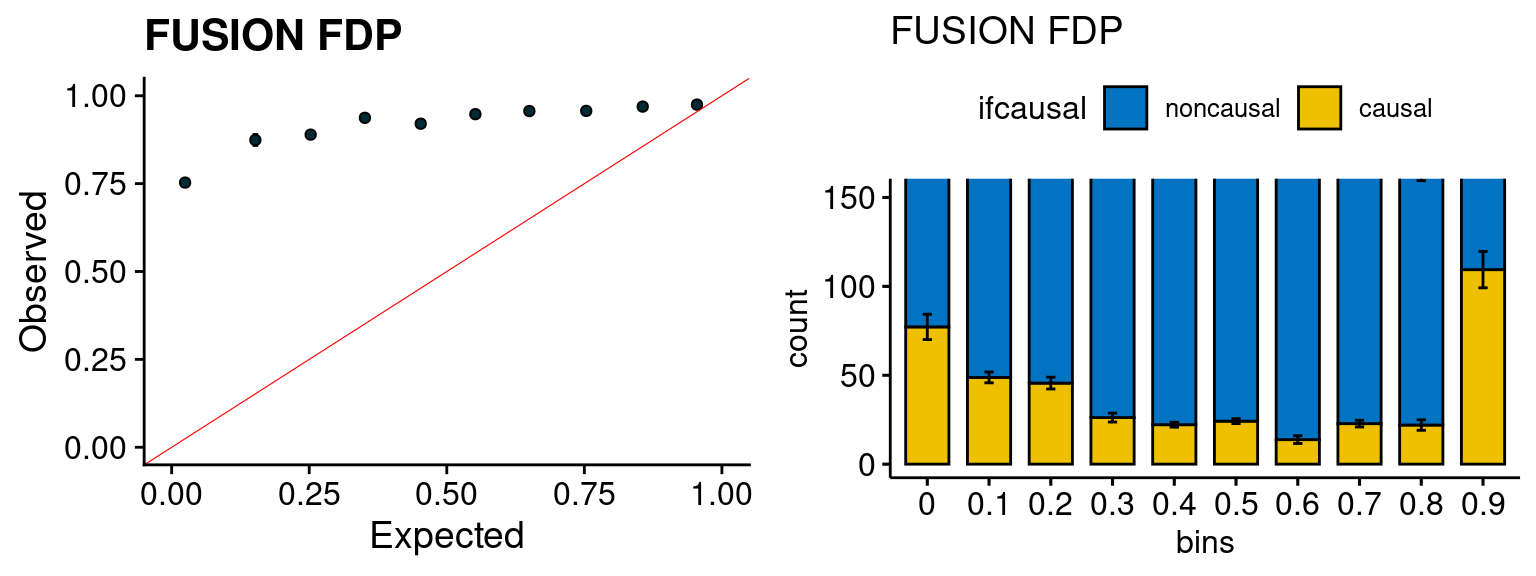 FUSION FDP
1.00
0.75
0.50
0.25
0.00
Observed
0.00 0.25 0.50 0.75 1.00
Expected
FUSION FDP
ifcausal noncausal causal
150
100
50
0
count
0 0.1 0.2 0.3 0.4 0.5 0.6 0.7 0.8 0.9
bins